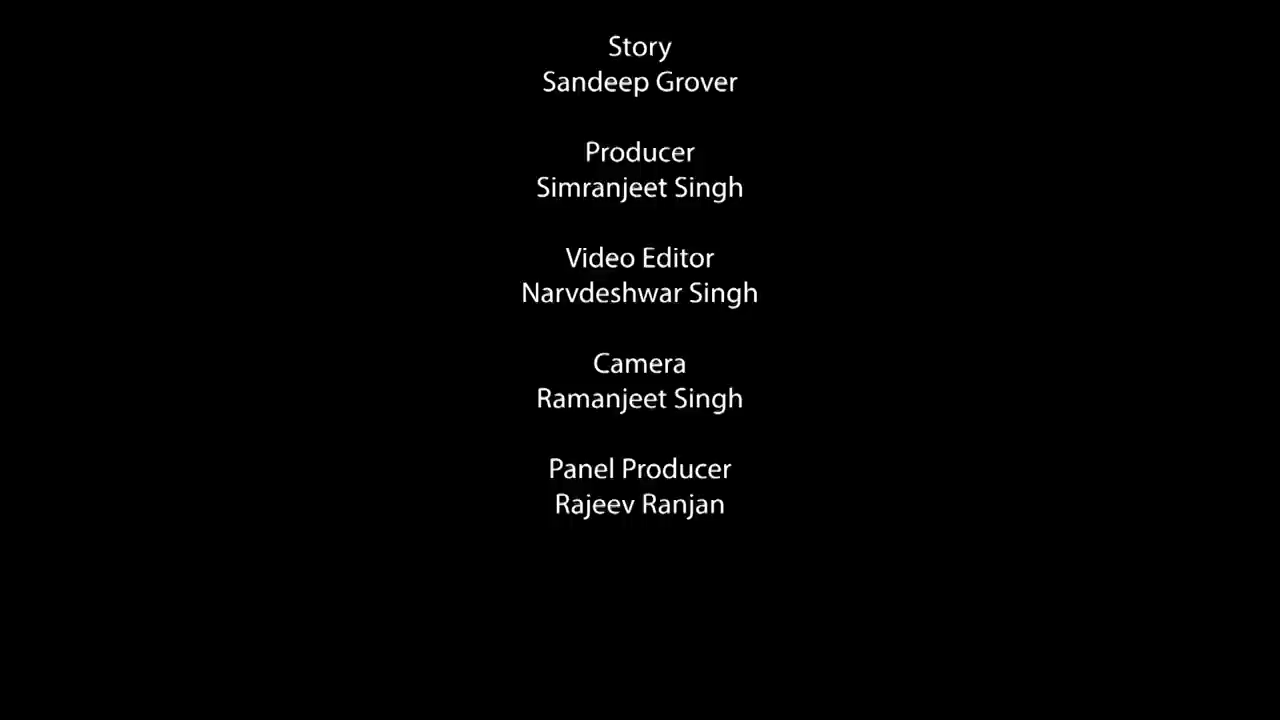 Story
Sandeep Grover
Producer
Simranjeet Singh
Video Editor
Narvdeshwar Singh
Camera
Ramanjeet Singh
Panel Producer
Rajeev Ranjan